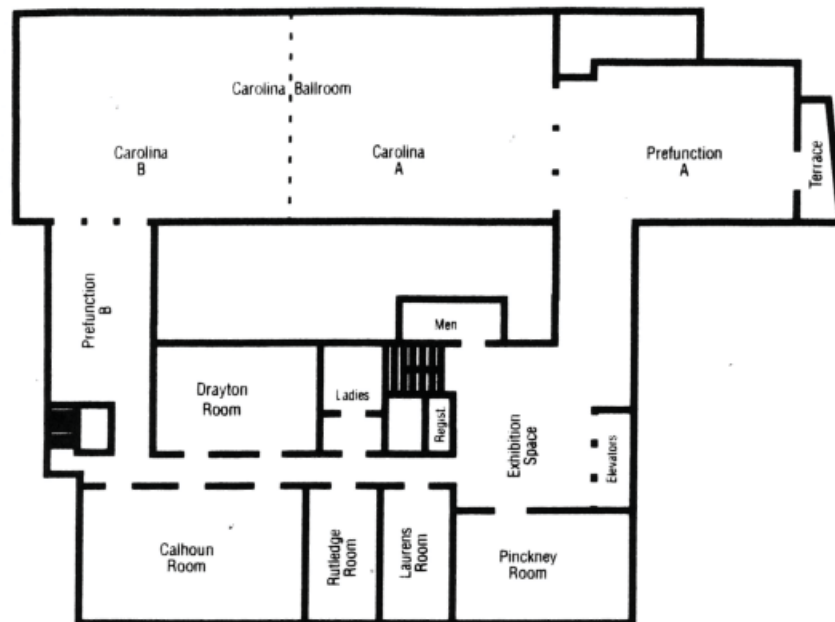 Carolina Ballroom
Carolina
B
Carolina
A
Prefunction
A
Terrace
Prefunction
B
Men
Drayton
Room
Ladies
Regist.
Exhibition
Space
Elevators
Calhoun
Room
Rutledge
Room
Laurens
Room
Pinckney
Room